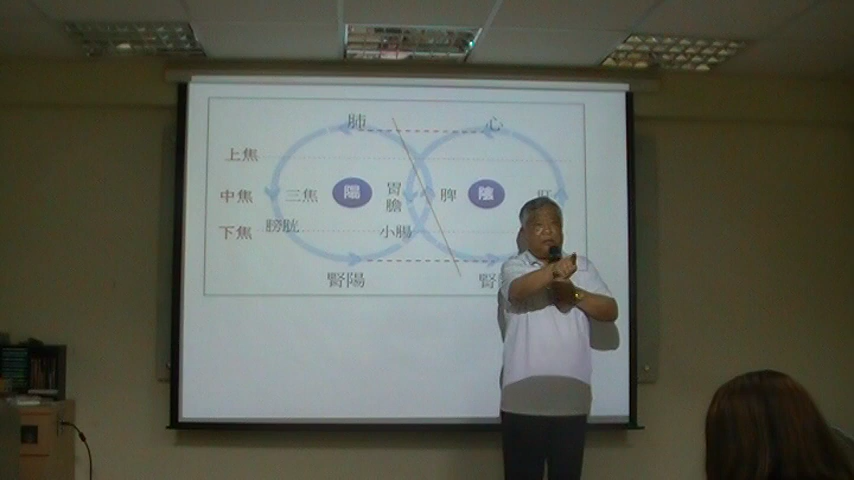 肺 心
上焦
中焦 三焦 陽 胃 脾 陰
膽
下焦 膀胱 小腸
腎陽 腎